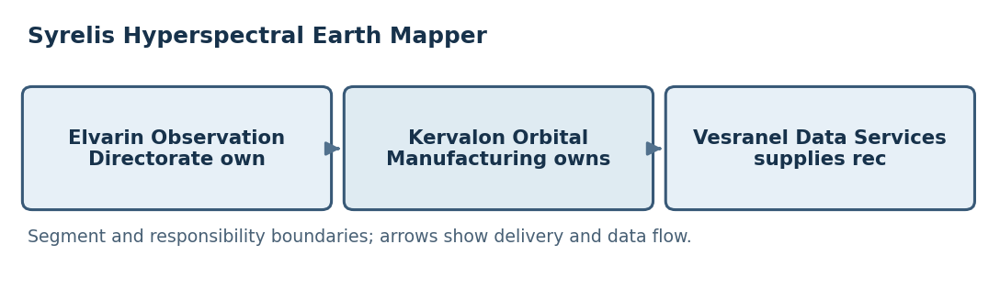 Syrelis Hyperspectral Earth Mapper
Elvarin Observation
Directorate own
Kervalon Orbital
Manufacturing owns
Vesranel Data Services
supplies rec
Segment and responsibility boundaries; arrows show delivery and data flow.